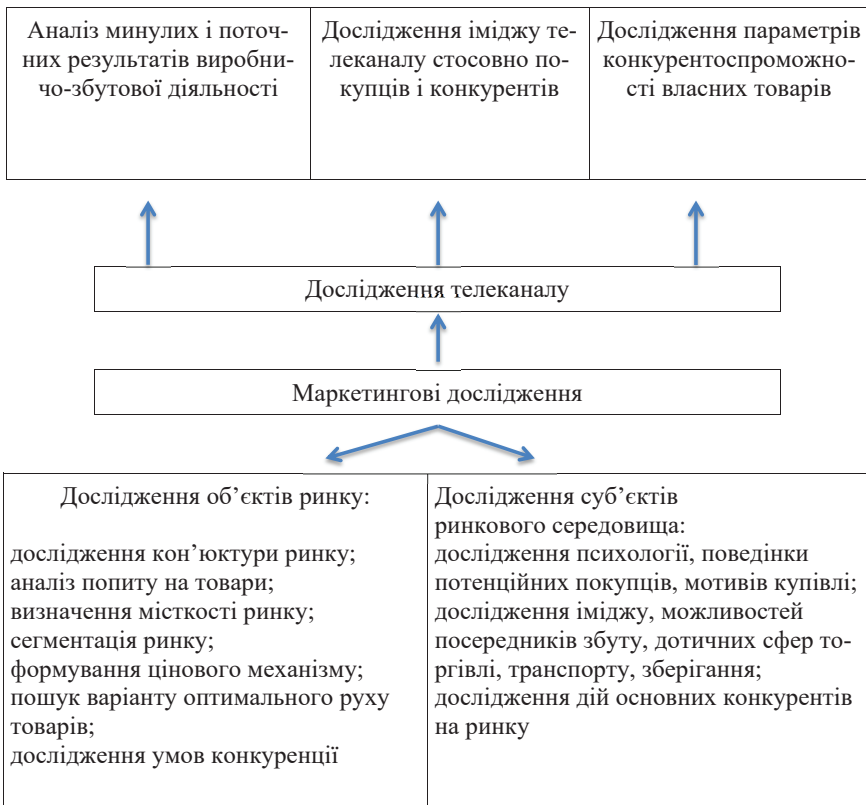 Аналіз минулих і поточ-
них результатів виробни-
чо-збутової діяльності
Дослідження іміджу те-
леканалу стосовно по-
купців і конкурентів
Дослідження параметрів
конкурентоспроможно-
сті власних товарів
Дослідження телеканалу
Маркетингові дослідження
Дослідження об’єктів ринку:
дослідження кон’юктури ринку;
аналіз попиту на товари;
визначення місткості ринку;
сегментація ринку;
формування цінового механізму;
пошук варіанту оптимального руху
товарів;
дослідження умов конкуренції
Дослідження суб’єктів
ринкового середовища:
дослідження психології, поведінки
потенційних покупців, мотивів купівлі;
дослідження іміджу, можливостей
посередників збуту, дотичних сфер то-
ргівлі, транспорту, зберігання;
дослідження дій основних конкурентів
на ринку